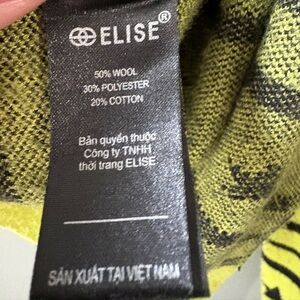 ELISE®
50% WOOL
30% POLYESTER
20% COTTON
Bản quyền thuộc
Công ty TNHH
thời trang ELISE
SẢN XUẤT TẠI VIỆT NAM